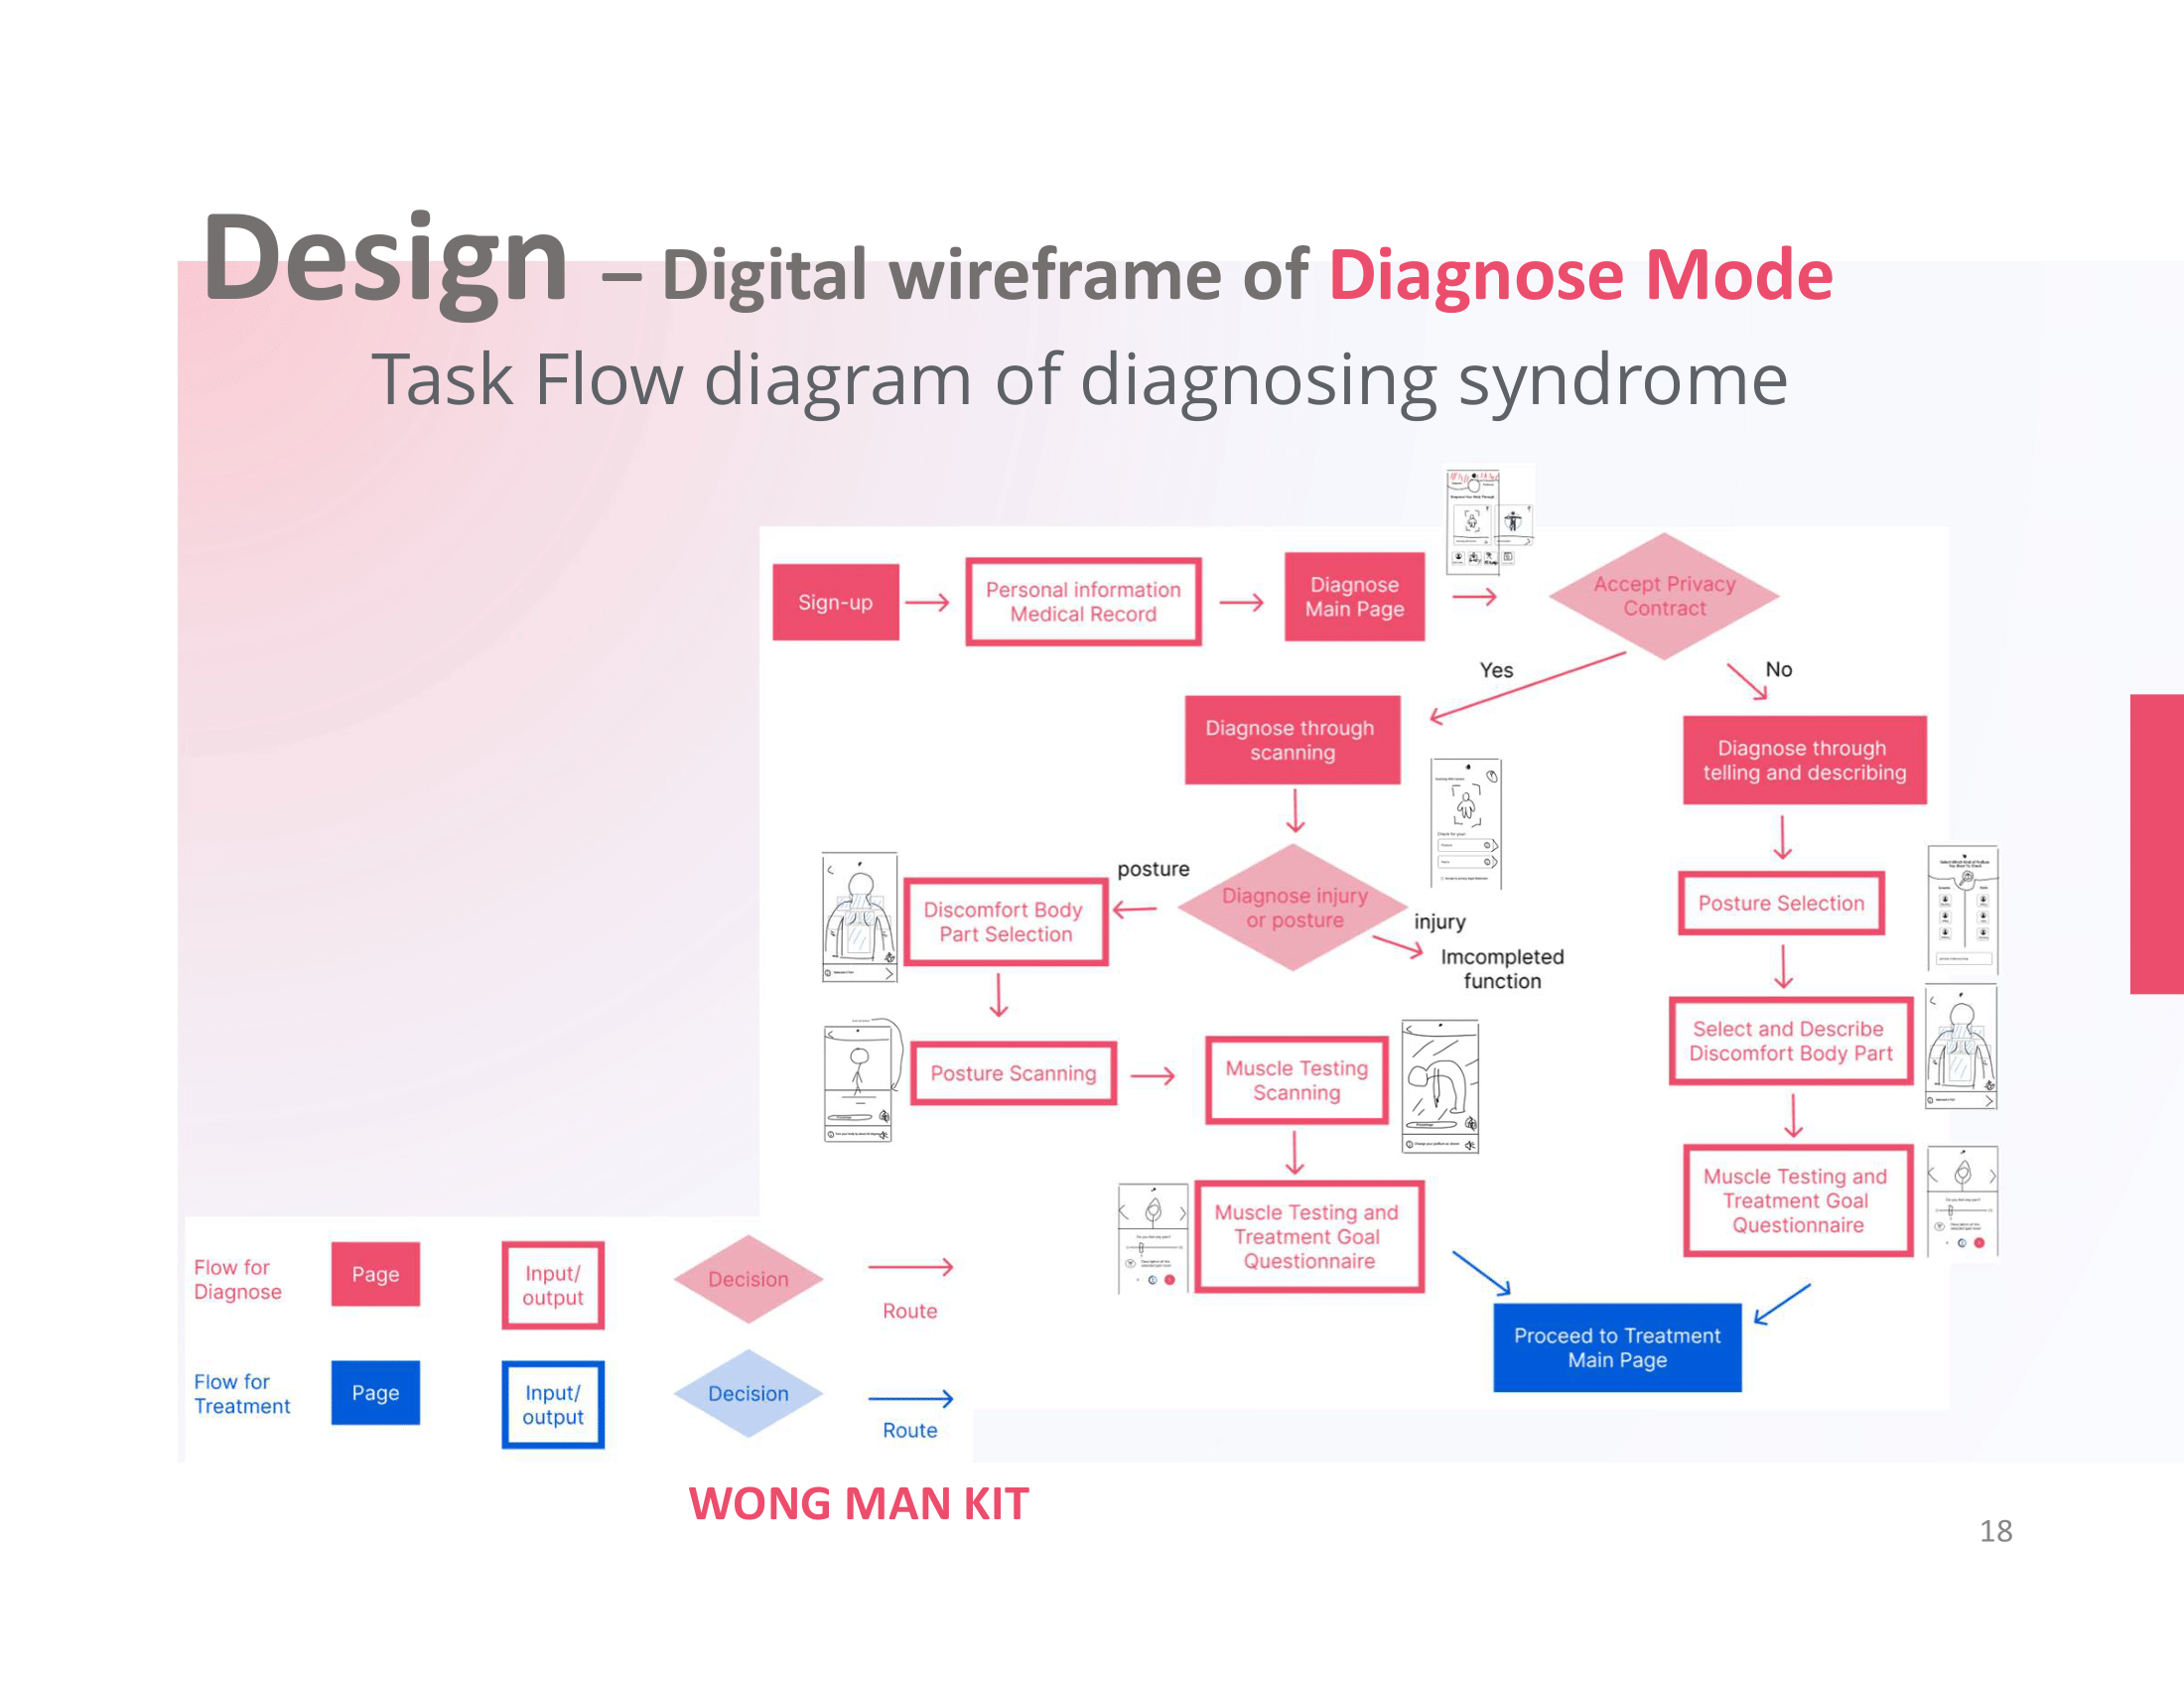 Design – Digital wireframe of Diagnose Mode
Task Flow diagram of diagnosing syndrome
Sign-up
Personal information
Medical Record
Diagnose
Main Page
Accept Privacy
Contract
Yes
No
Diagnose through
scanning
Diagnose through
telling and describing
posture
Diagnose injury
or posture
injury
Imcompleted
function
Discomfort Body
Part Selection
Posture Selection
Posture Scanning
Muscle Testing
Scanning
Select and Describe
Discomfort Body Part
Muscle Testing and
Treatment Goal
Questionnaire
Muscle Testing and
Treatment Goal
Questionnaire
Proceed to Treatment
Main Page
Flow for
Diagnose
Page
Input/
output
Decision
Route
Flow for
Treatment
Page
Input/
output
Decision
Route
WONG MAN KIT
18